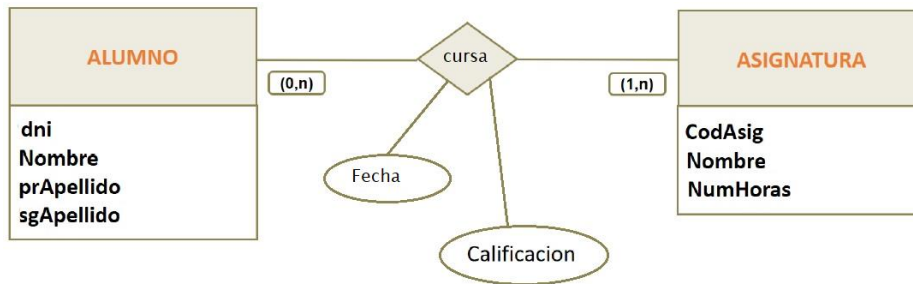 ALUMNO
dni
Nombre
prApellido
sgApellido
(0,n)
cursa
Fecha
Calificacion
(1,n)
ASIGNATURA
CodAsig
Nombre
NumHoras